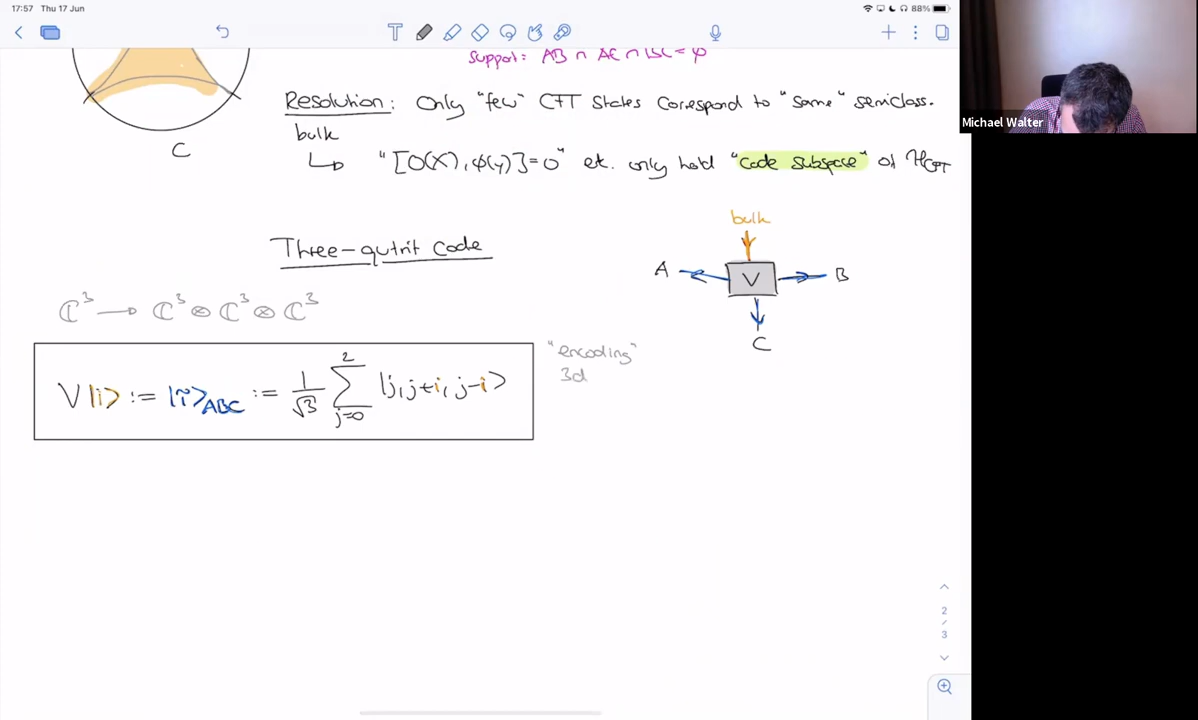 17:57 Thu 17 Jun
88%
Support: AB ∩ AC ∩ BC = φ
Resolution: Only "few" CFT states correspond to "same" semiclass.
bulk
↳ "[O(X), φ(y)]=0" etc. only hold "code subspace" of H_CFT
Three-qutrit code
bulk
A V B
C
ℂ³ → ℂ³ ⊗ ℂ³ ⊗ ℂ³
"encoding"
3d
V|i> := |ĩ>_ABC := 1/√3 ∑_{j=0}^{2} |j, j+i, j-i>
C
Michael Walter
2
/
3